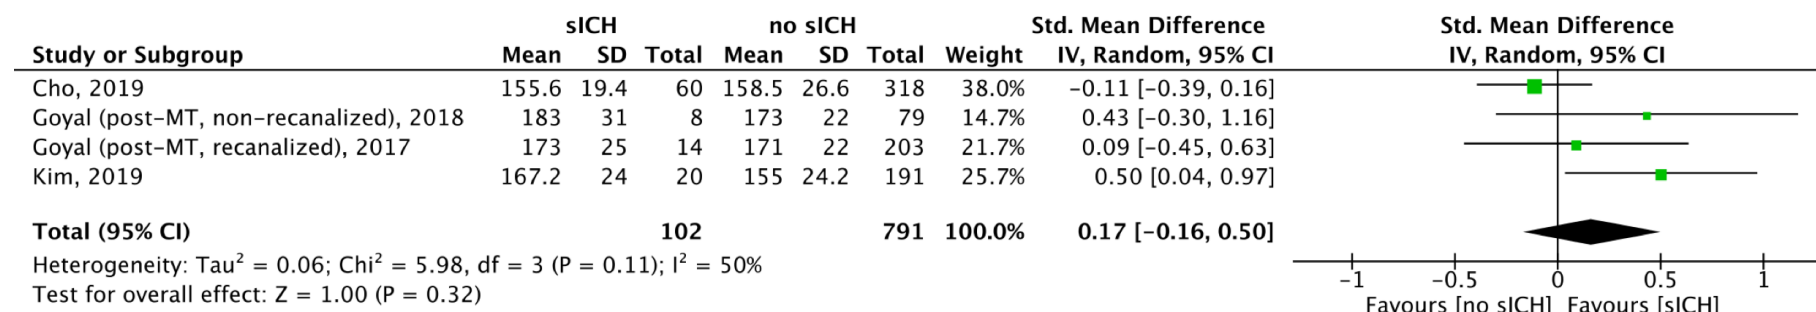 sICH no sICH Std. Mean Difference Std. Mean Difference
Study or Subgroup Mean SD Total Mean SD Total Weight IV, Random, 95% CI IV, Random, 95% CI
Cho, 2019 155.6 19.4 60 158.5 26.6 318 38.0% −0.11 [−0.39, 0.16]
Goyal (post-MT, non-recanalized), 2018 183 31 8 173 22 79 14.7% 0.43 [−0.30, 1.16]
Goyal (post-MT, recanalized), 2017 173 25 14 171 22 203 21.7% 0.09 [−0.45, 0.63]
Kim, 2019 167.2 24 20 155 24.2 191 25.7% 0.50 [0.04, 0.97]
Total (95% CI) 102 791 100.0% 0.17 [−0.16, 0.50]
Heterogeneity: Tau² = 0.06; Chi² = 5.98, df = 3 (P = 0.11); I² = 50%
Test for overall effect: Z = 1.00 (P = 0.32)
−1 −0.5 0 0.5 1
Favours [no sICH] Favours [sICH]